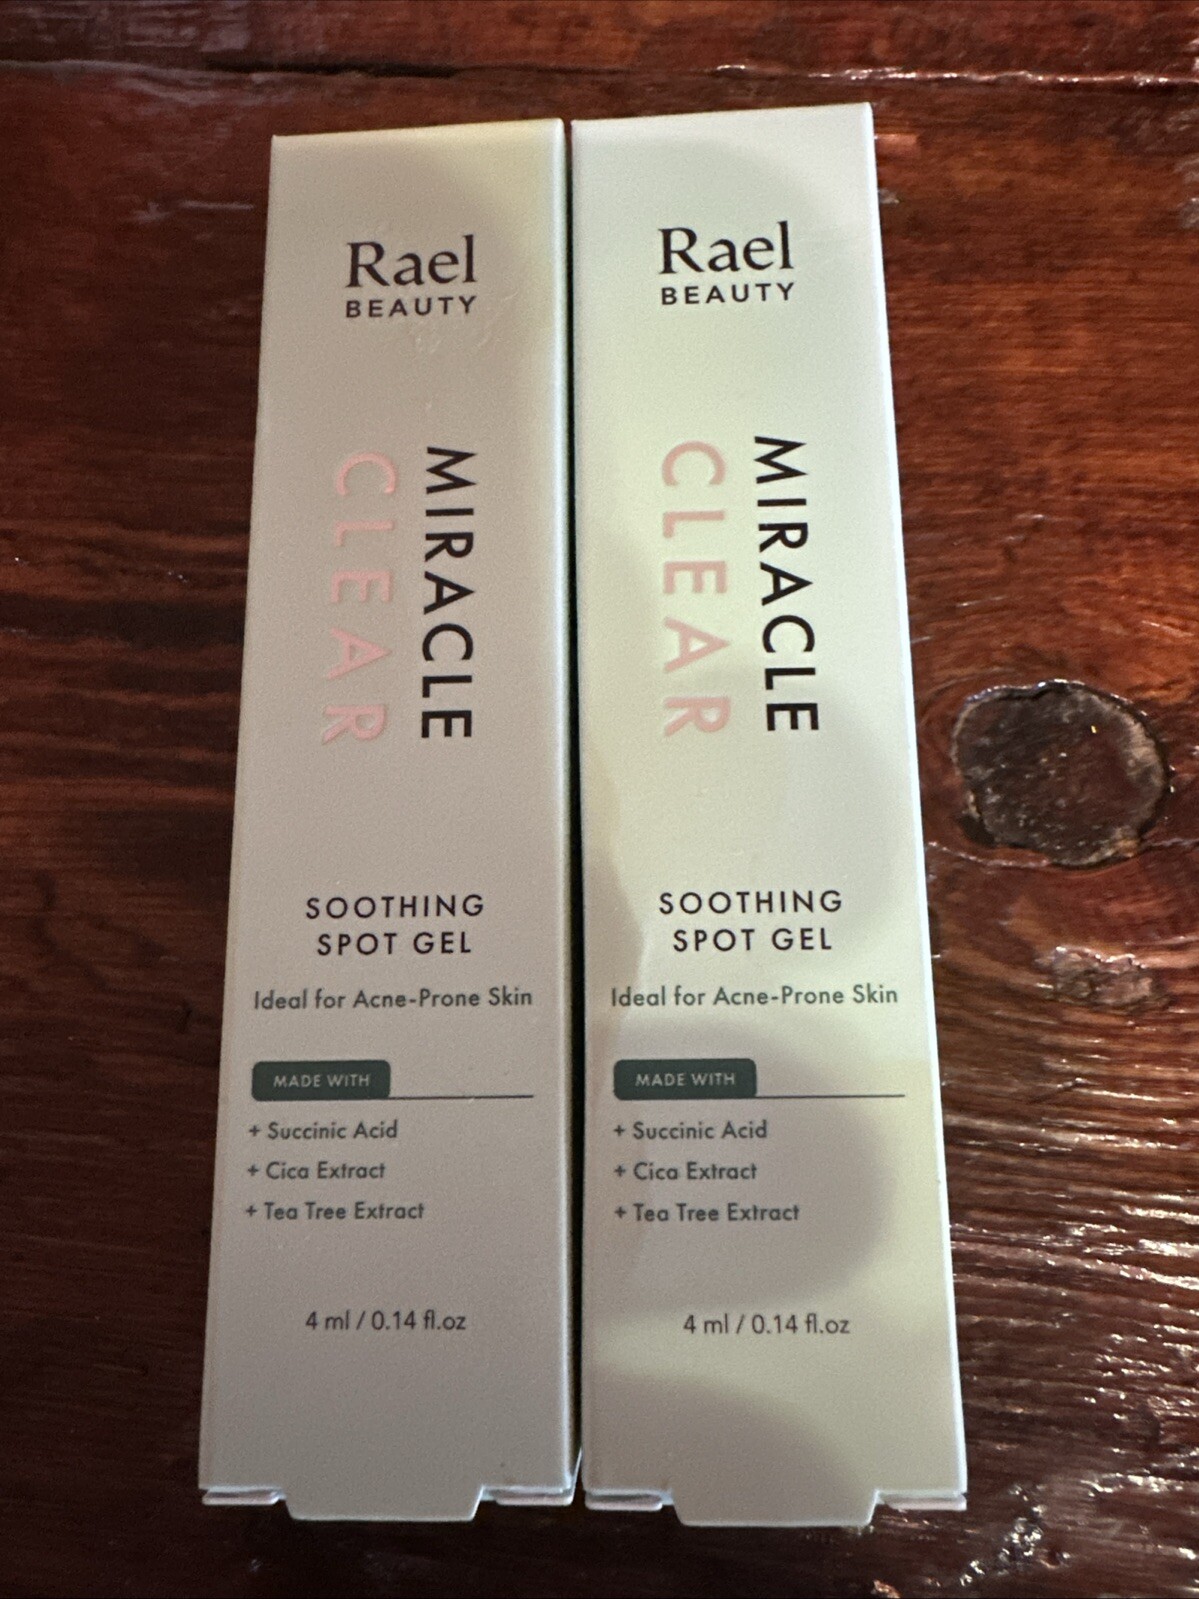 Rael
BEAUTY
MIRACLE
CLEAR
SOOTHING
SPOT GEL
Ideal for Acne-Prone Skin
MADE WITH
+ Succinic Acid
+ Cica Extract
+ Tea Tree Extract
4 ml / 0.14 fl.oz
Rael
BEAUTY
MIRACLE
CLEAR
SOOTHING
SPOT GEL
Ideal for Acne-Prone Skin
MADE WITH
+ Succinic Acid
+ Cica Extract
+ Tea Tree Extract
4 ml / 0.14 fl.oz